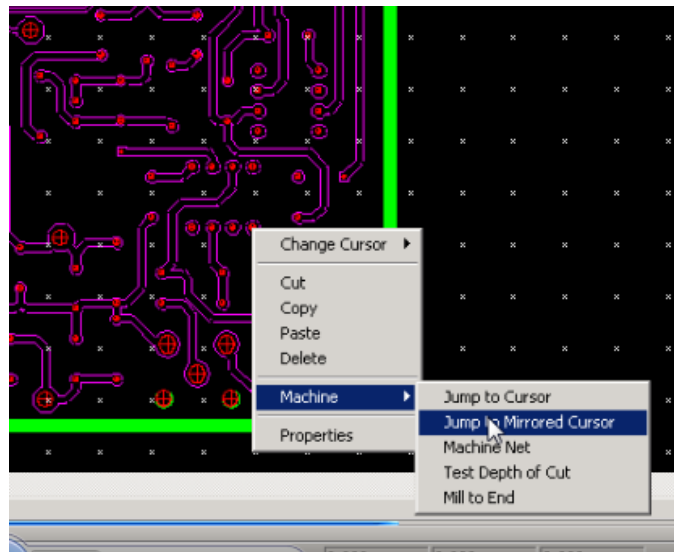 Change Cursor
Cut
Copy
Paste
Delete
Machine
Properties
Jump to Cursor
Jump to Mirrored Cursor
Machine Net
Test Depth of Cut
Mill to End